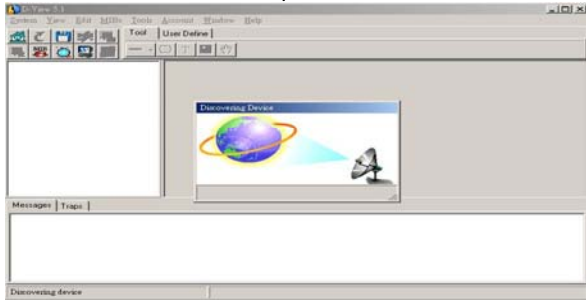 D-View 5.1
System View Edit MIBs Tools Account Window Help
Tool User Define
Discovering Device
Messages Traps
Discovering device